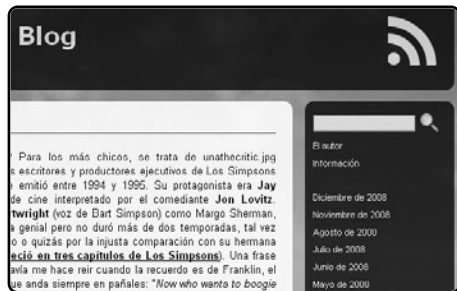 Blog
? Para los más chicos, se trata de unathecritic.jpg
s escritores y productores ejecutivos de Los Simpsons
emitió entre 1994 y 1995. Su protagonista era Jay
de cine interpretado por el comediante Jon Lovitz.
twright (voz de Bart Simpson) como Margo Sherman,
a genial pero no duró más de dos temporadas, tal vez
o o quizás por la injusta comparación con su hermana
eció en tres capítulos de Los Simpsons). Una frase
avía me hace reir cuando la recuerdo es de Franklin, el
ue anda siempre en pañales: "Now who wants to boogie
El autor
Información
Diciembre de 2008
Noviembre de 2008
Agosto de 2008
Julio de 2008
Junio de 2008
Mayo de 2008